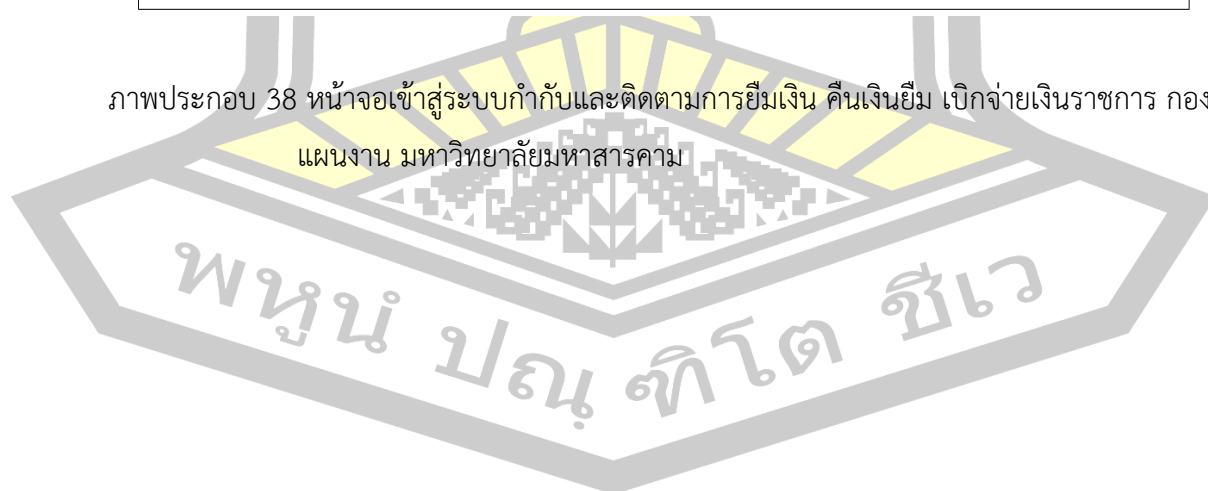 ภาพประกอบ 38 หน้าจอเข้าสู่ระบบกำกับและติดตามการยืมเงิน คืนเงินยืม เบิกจ่ายเงินราชการ กอง
แผนงาน มหาวิทยาลัยมหาสารคาม
พหูนํ ปณฺฑิโต ชีเว